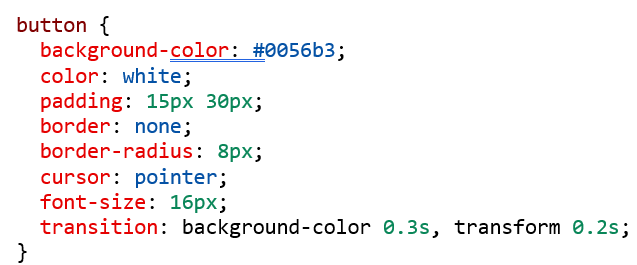 button {
  background-color: #0056b3;
  color: white;
  padding: 15px 30px;
  border: none;
  border-radius: 8px;
  cursor: pointer;
  font-size: 16px;
  transition: background-color 0.3s, transform 0.2s;
}